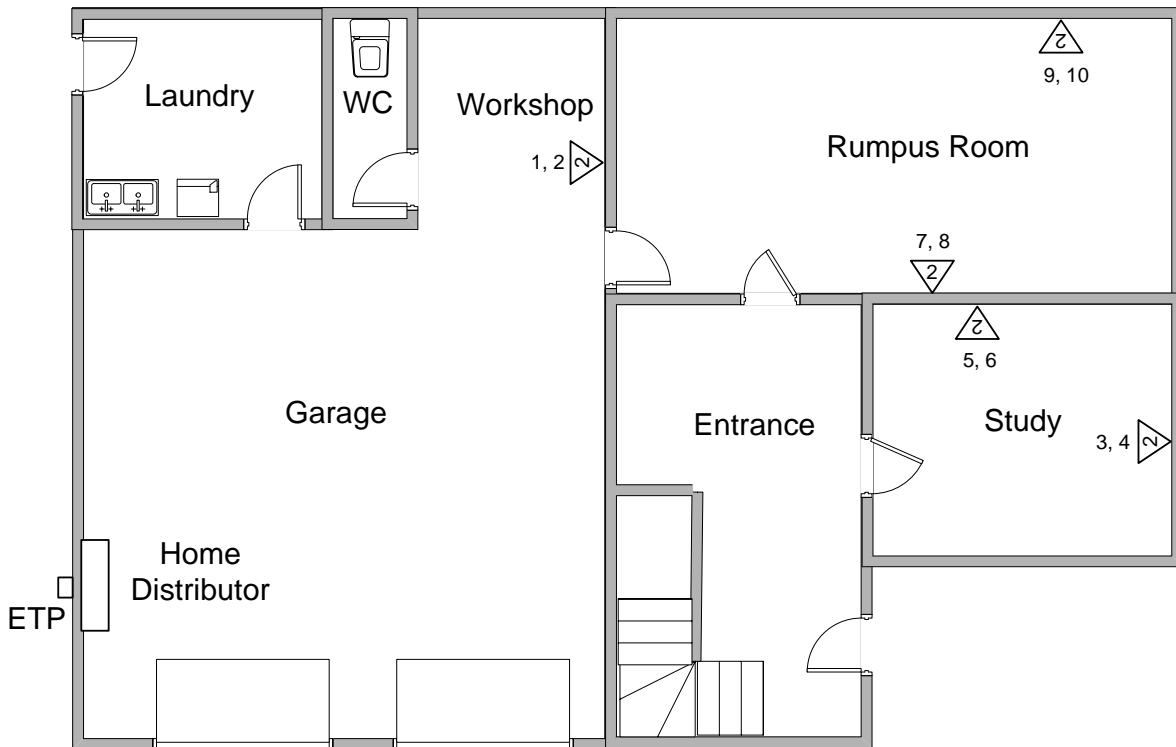 2
9, 10
Laundry
WC
Workshop
Rumpus Room
1, 2
2
7, 8
2
2
5, 6
Garage
Entrance
Study
3, 4
2
Home
Distributor
ETP